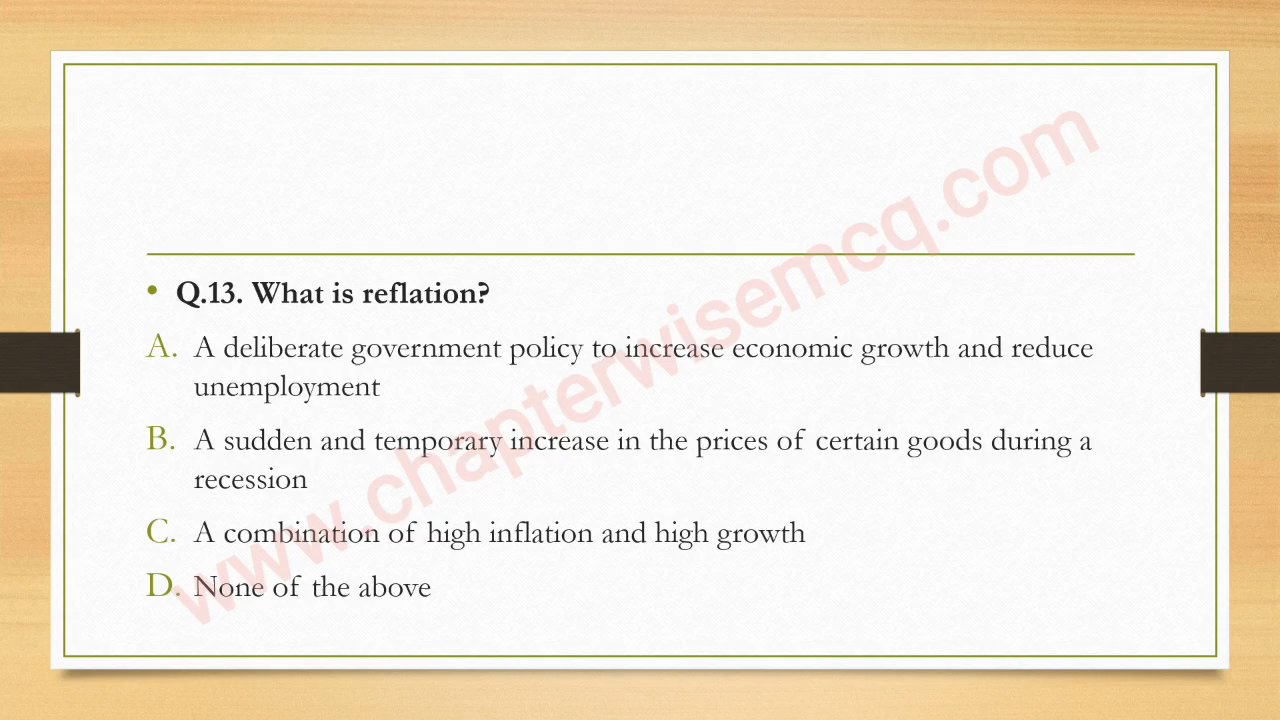 • Q.13. What is reflation?
A. A deliberate government policy to increase economic growth and reduce
unemployment
B. A sudden and temporary increase in the prices of certain goods during a
recession
C. A combination of high inflation and high growth
D. None of the above
www.chapterwisemcq.com